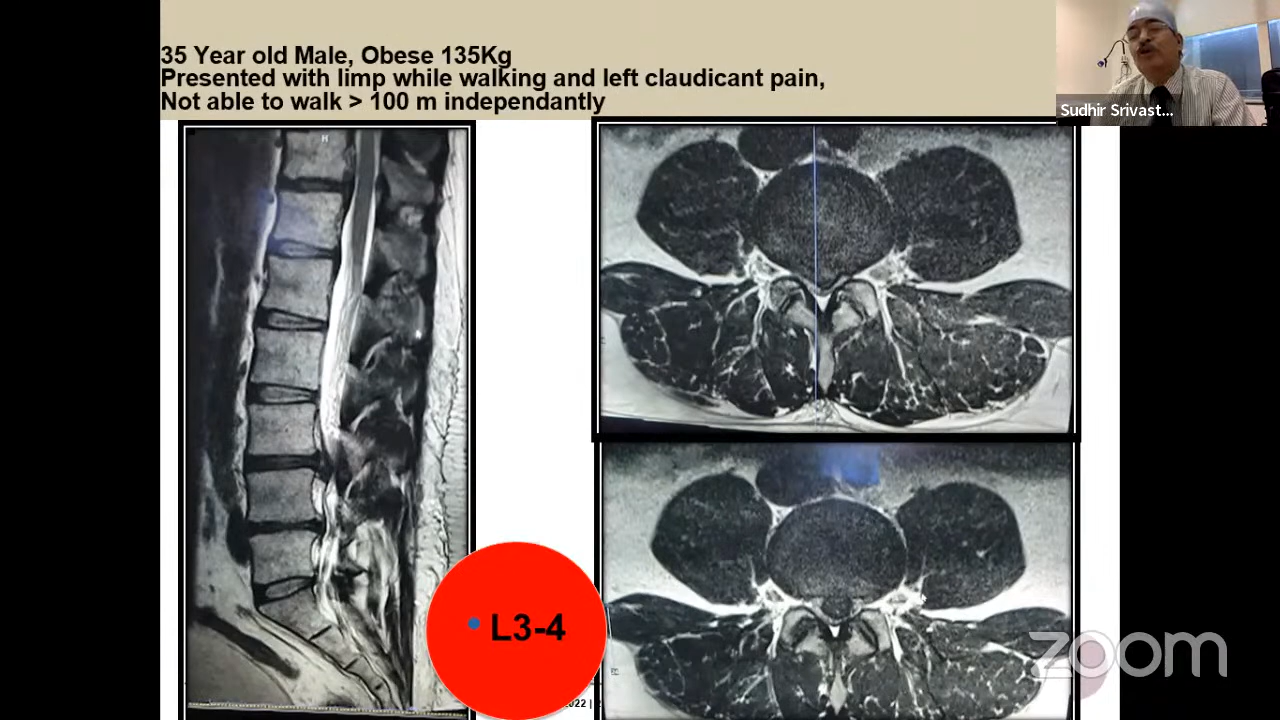 35 Year old Male, Obese 135Kg
Presented with limp while walking and left claudicant pain,
Not able to walk > 100 m independantly
Sudhir Srivast...
H
• L3-4
2022 |
zoom